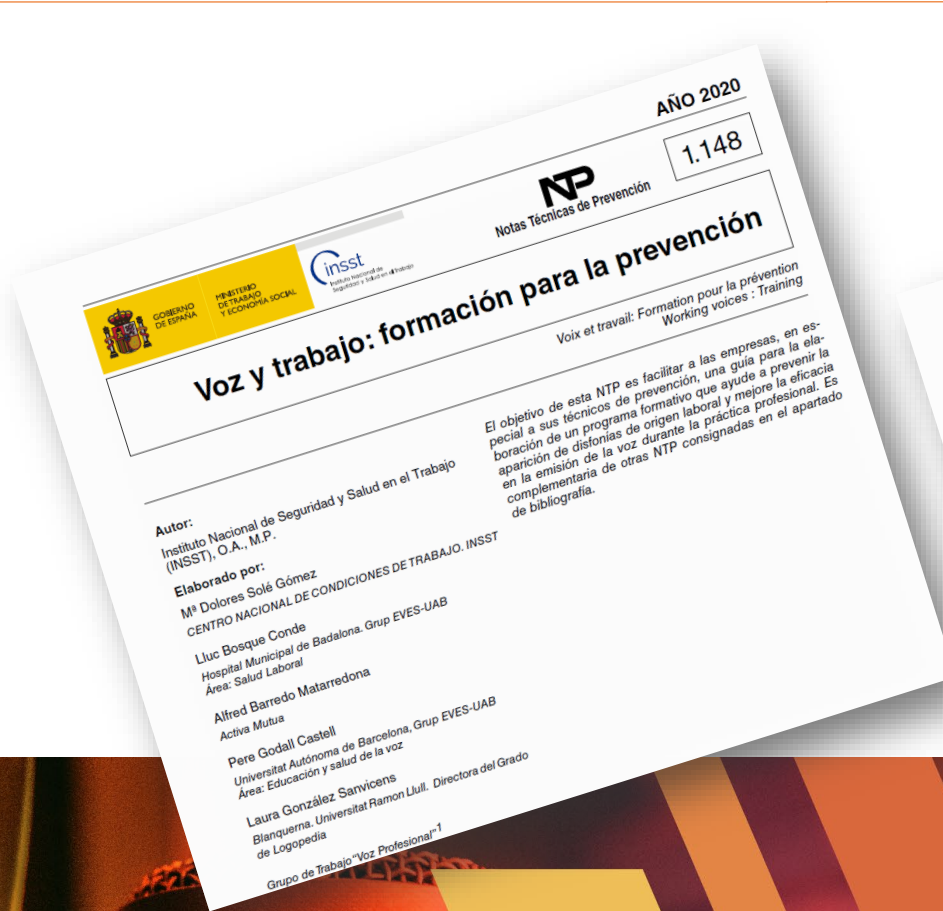 AÑO 2020
1.148
NTP
Notas Técnicas de Prevención
GOBIERNO
DE ESPAÑA
MINISTERIO
DE TRABAJO
Y ECONOMÍA SOCIAL
insst
Instituto Nacional de
Seguridad y Salud en el Trabajo
Voz y trabajo: formación para la prevención
Voix et travail: Formation pour la prévention
Working voices : Training
El objetivo de esta NTP es facilitar a las empresas, en es-
pecial a sus técnicos de prevención, una guía para la ela-
boración de un programa formativo que ayude a prevenir la
aparición de disfonías de origen laboral y mejore la eficacia
en la emisión de la voz durante la práctica profesional. Es
complementaria de otras NTP consignadas en el apartado
de bibliografía.
Autor:
Instituto Nacional de Seguridad y Salud en el Trabajo
(INSST), O.A., M.P.
Elaborado por:
Mª Dolores Solé Gómez
CENTRO NACIONAL DE CONDICIONES DE TRABAJO. INSST
Lluc Bosque Conde
Hospital Municipal de Badalona. Grup EVES-UAB
Área: Salud Laboral
Alfred Barredo Matarredona
Activa Mutua
Pere Godall Castell
Universitat Autónoma de Barcelona, Grup EVES-UAB
Área: Educación y salud de la voz
Laura González Sanvicens
Blanquerna. Universitat Ramon Llull. Directora del Grado
de Logopedia
Grupo de Trabajo "Voz Profesional"1